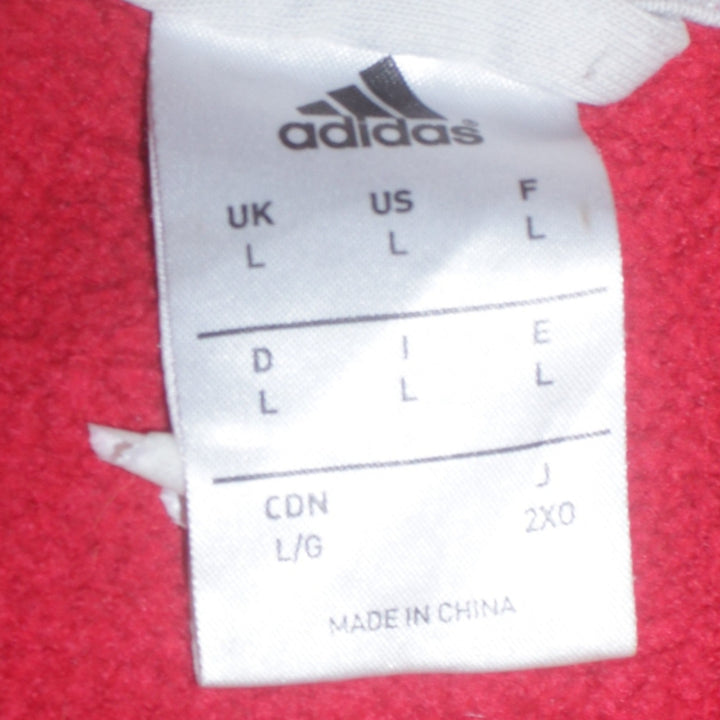 adidas
UK US F
L L L
D I E
L L L
CDN J
L/G 2XO
MADE IN CHINA